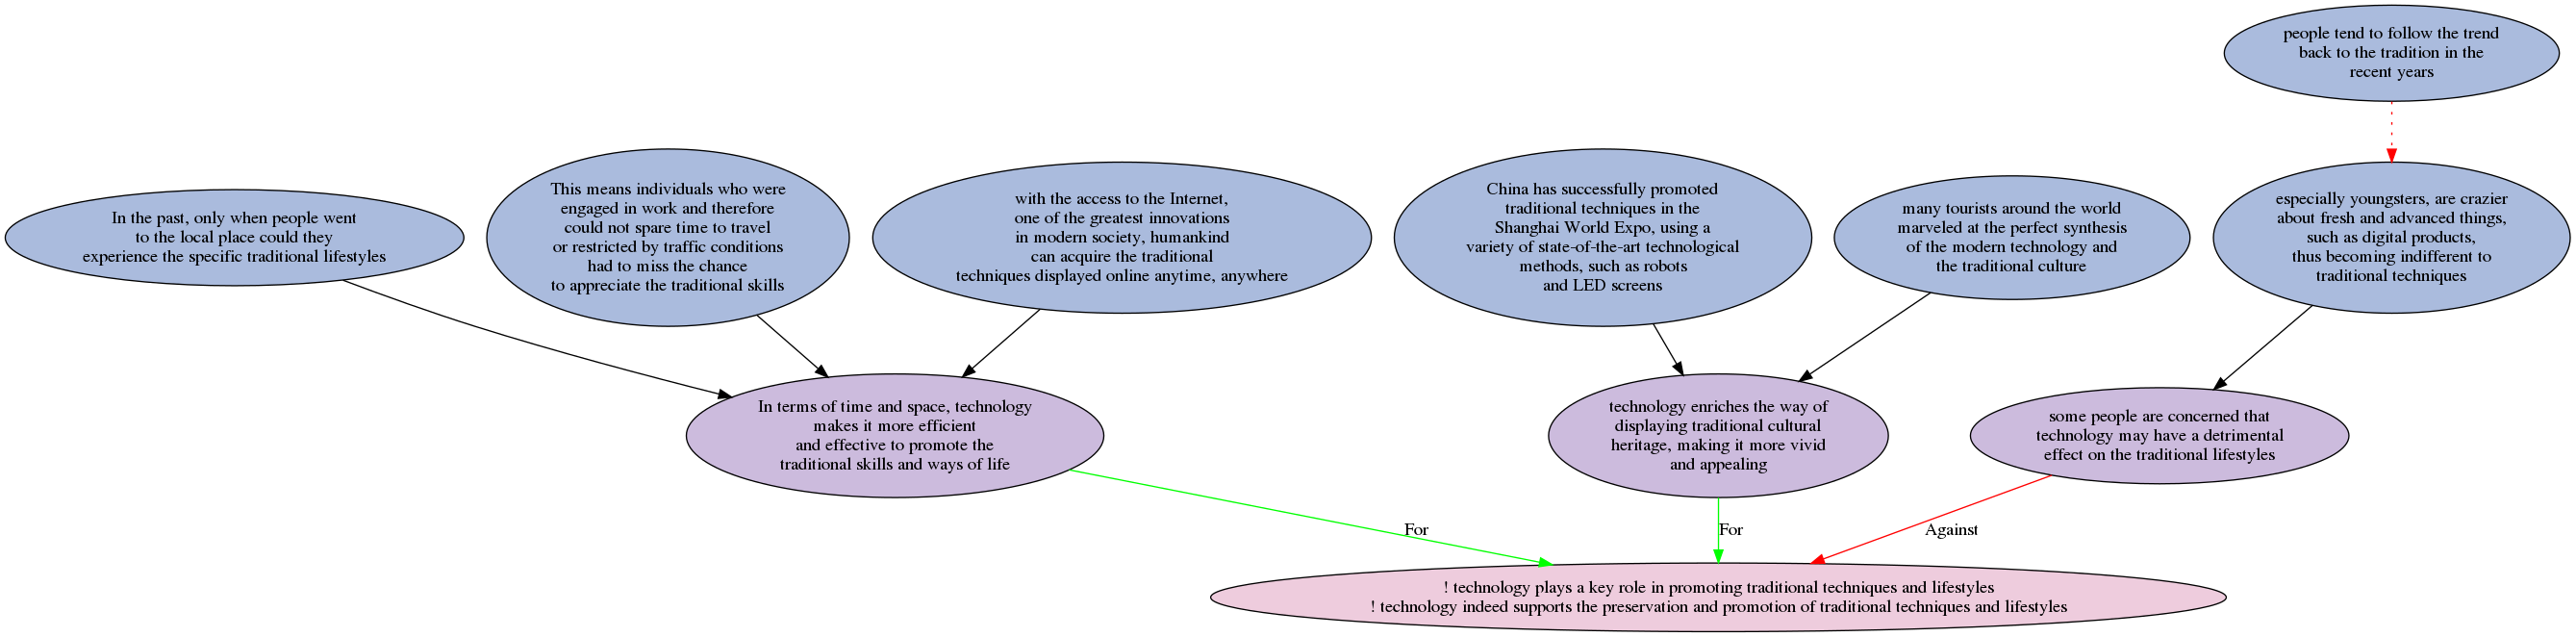 people tend to follow the trend
back to the tradition in the
recent years
In the past, only when people went
to the local place could they
experience the specific traditional lifestyles
This means individuals who were
engaged in work and therefore
could not spare time to travel
or restricted by traffic conditions
had to miss the chance
to appreciate the traditional skills
with the access to the Internet,
one of the greatest innovations
in modern society, humankind
can acquire the traditional
techniques displayed online anytime, anywhere
China has successfully promoted
traditional techniques in the
Shanghai World Expo, using a
variety of state-of-the-art technological
methods, such as robots
and LED screens
many tourists around the world
marveled at the perfect synthesis
of the modern technology and
the traditional culture
especially youngsters, are crazier
about fresh and advanced things,
such as digital products,
thus becoming indifferent to
traditional techniques
In terms of time and space, technology
makes it more efficient
and effective to promote the
traditional skills and ways of life
technology enriches the way of
displaying traditional cultural
heritage, making it more vivid
and appealing
some people are concerned that
technology may have a detrimental
effect on the traditional lifestyles
For
For
Against
! technology plays a key role in promoting traditional techniques and lifestyles
! technology indeed supports the preservation and promotion of traditional techniques and lifestyles